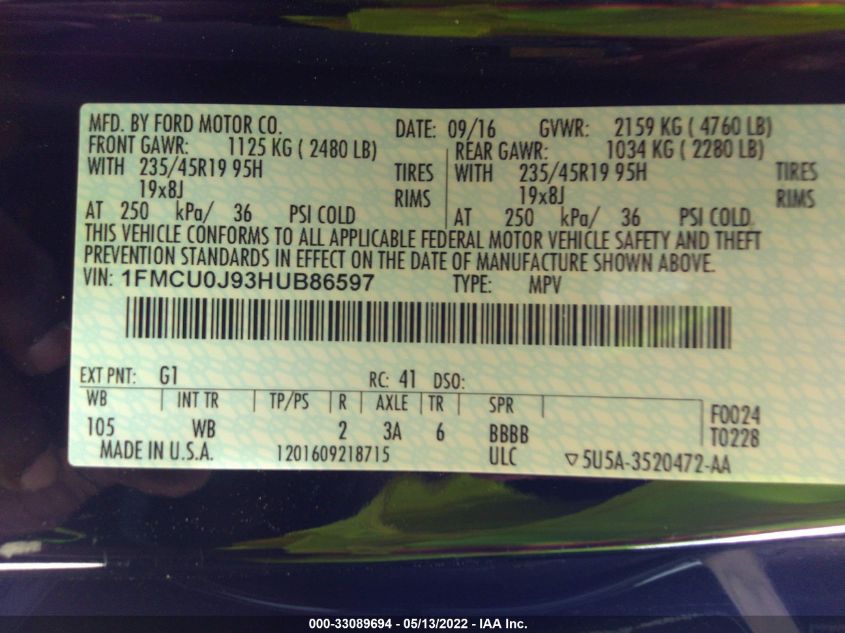 MFD. BY FORD MOTOR CO. DATE: 09/16 GVWR: 2159 KG ( 4760 LB)
FRONT GAWR: 1125 KG ( 2480 LB) REAR GAWR: 1034 KG ( 2280 LB)
WITH 235/45R19 95H TIRES WITH 235/45R19 95H TIRES
19x8J RIMS 19x8J RIMS
AT 250 kPa/ 36 PSI COLD AT 250 kPa/ 36 PSI COLD
THIS VEHICLE CONFORMS TO ALL APPLICABLE FEDERAL MOTOR VEHICLE SAFETY AND THEFT
PREVENTION STANDARDS IN EFFECT ON THE DATE OF MANUFACTURE SHOWN ABOVE.
VIN: 1FMCU0J93HUB86597 TYPE: MPV
EXT PNT: G1 RC: 41 DSO:
WB INT TR TP/PS R AXLE TR SPR F0024
105 WB 2 3A 6 BBBB T0228
MADE IN U.S.A. 1201609218715 ULC ▽5U5A-3520472-AA
000-33089694 - 05/13/2022 - IAA Inc.